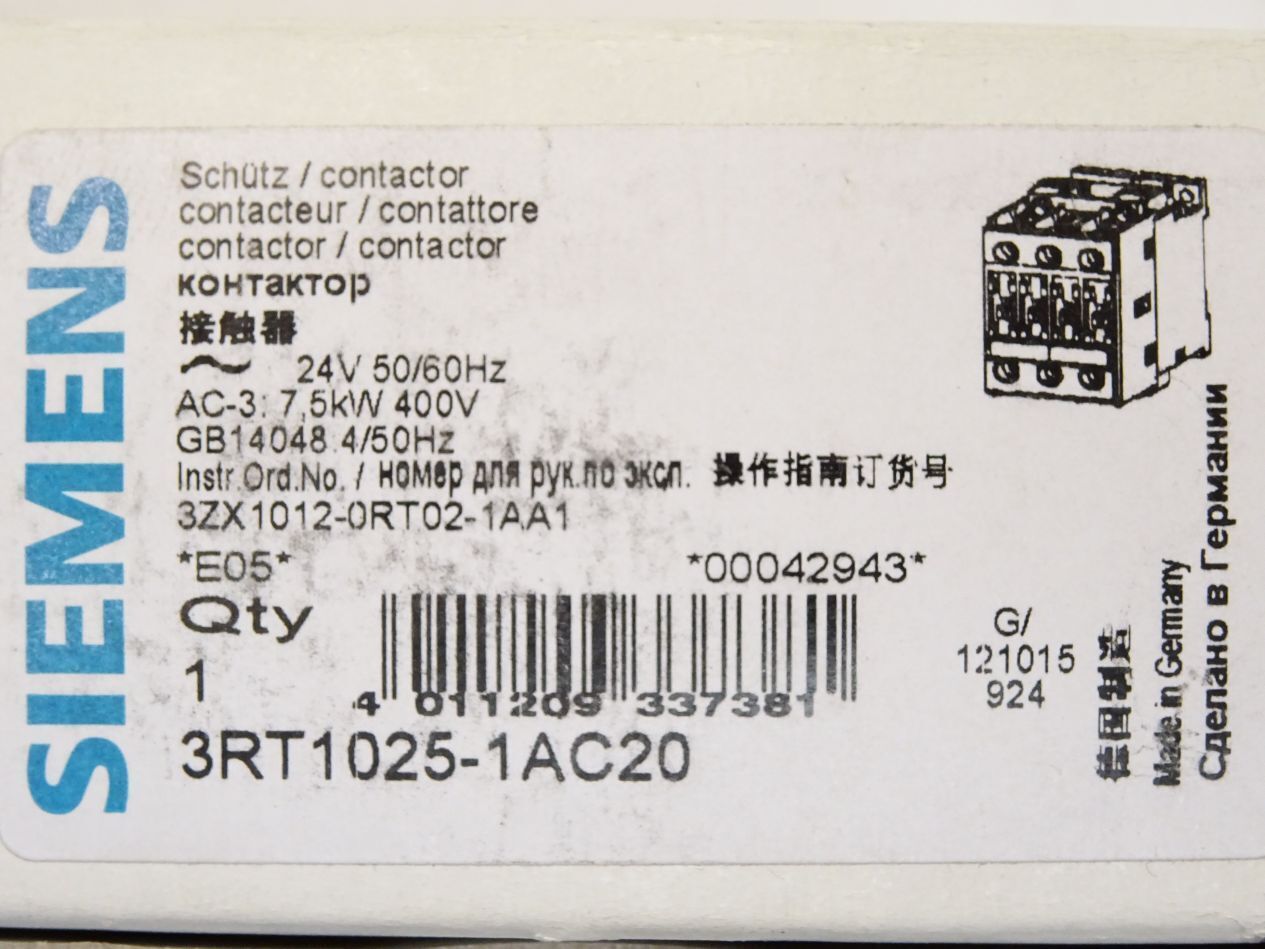 SIEMENS
Schütz / contactor
contacteur / contattore
contactor / contactor
контактор
接触器
~ 24V 50/60Hz
AC-3: 7,5kW 400V
GB14048.4/50Hz
Instr.Ord.No. / номер для рук.по эксл. 操作指南订货号
3ZX1012-0RT02-1AA1
*E05* *00042943*
Qty
1
4 011209 337381
3RT1025-1AC20
G/
121015
924
德国制造
Made in Germany
Сделано в Германии